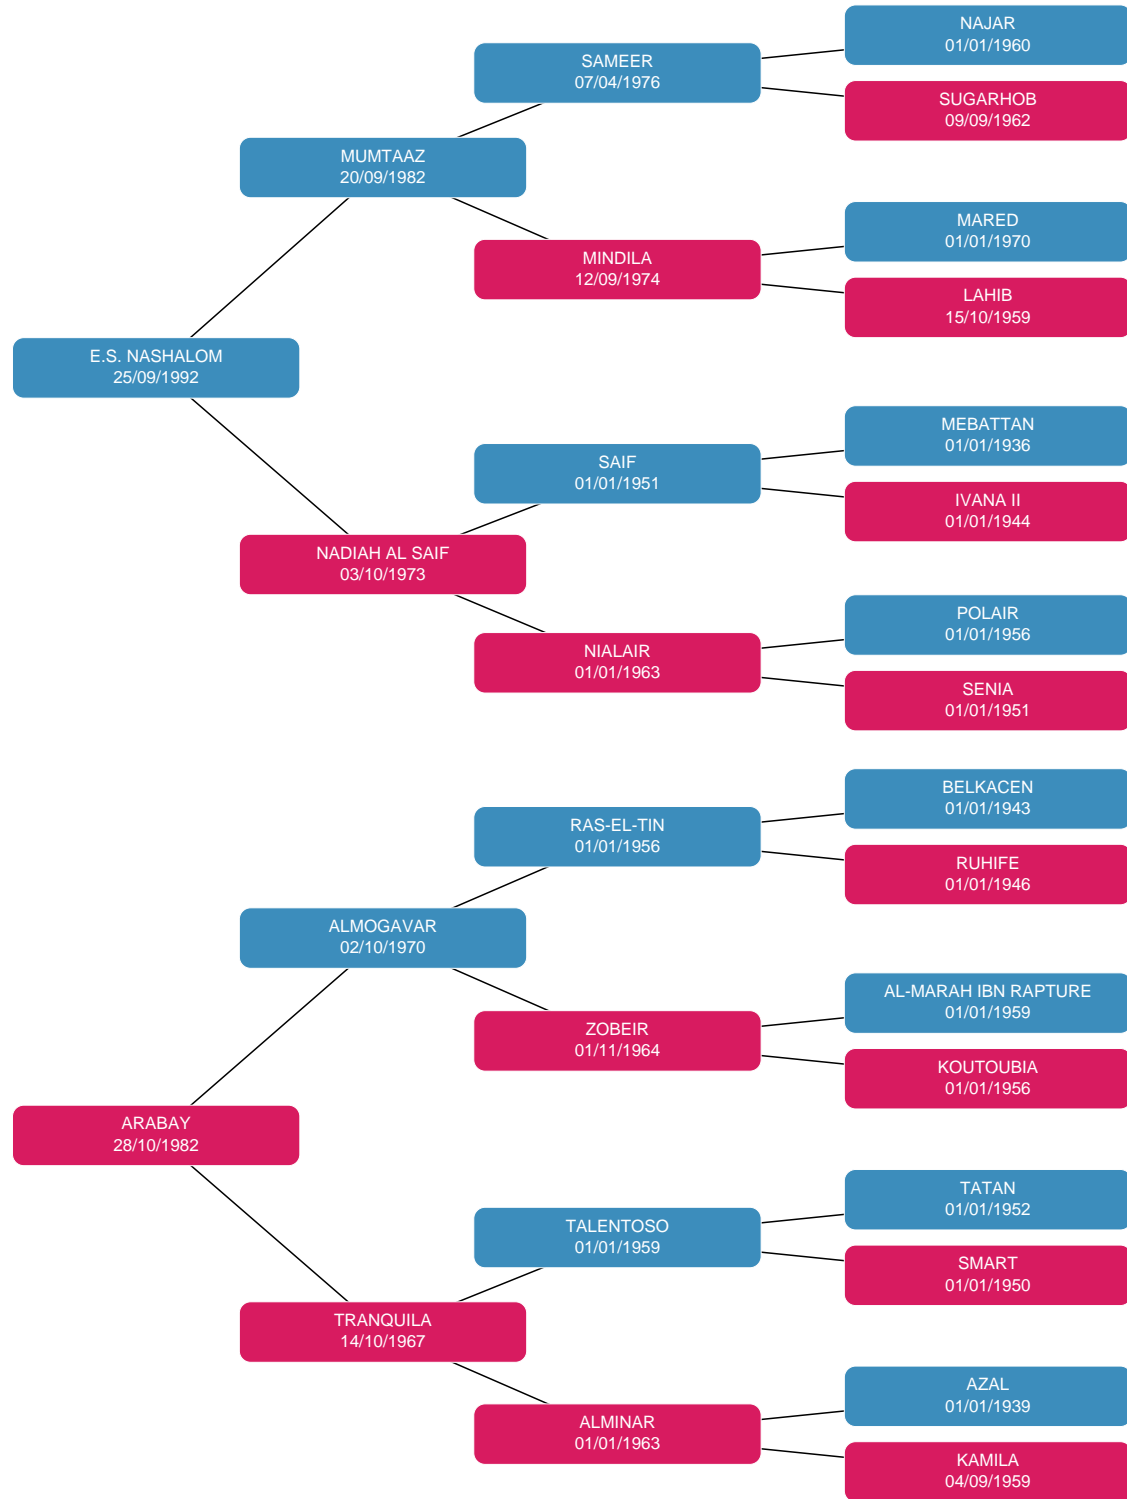 NAJAR
01/01/1960
SAMEER
07/04/1976
SUGARHOB
09/09/1962
MUMTAAZ
20/09/1982
MARED
01/01/1970
MINDILA
12/09/1974
LAHIB
15/10/1959
E.S. NASHALOM
25/09/1992
MEBATTAN
01/01/1936
SAIF
01/01/1951
IVANA II
01/01/1944
NADIAH AL SAIF
03/10/1973
POLAIR
01/01/1956
NIALAIR
01/01/1963
SENIA
01/01/1951
BELKACEN
01/01/1943
RAS-EL-TIN
01/01/1956
RUHIFE
01/01/1946
ALMOGAVAR
02/10/1970
AL-MARAH IBN RAPTURE
01/01/1959
ZOBEIR
01/11/1964
KOUTOUBIA
01/01/1956
ARABAY
28/10/1982
TATAN
01/01/1952
TALENTOSO
01/01/1959
SMART
01/01/1950
TRANQUILA
14/10/1967
AZAL
01/01/1939
ALMINAR
01/01/1963
KAMILA
04/09/1959